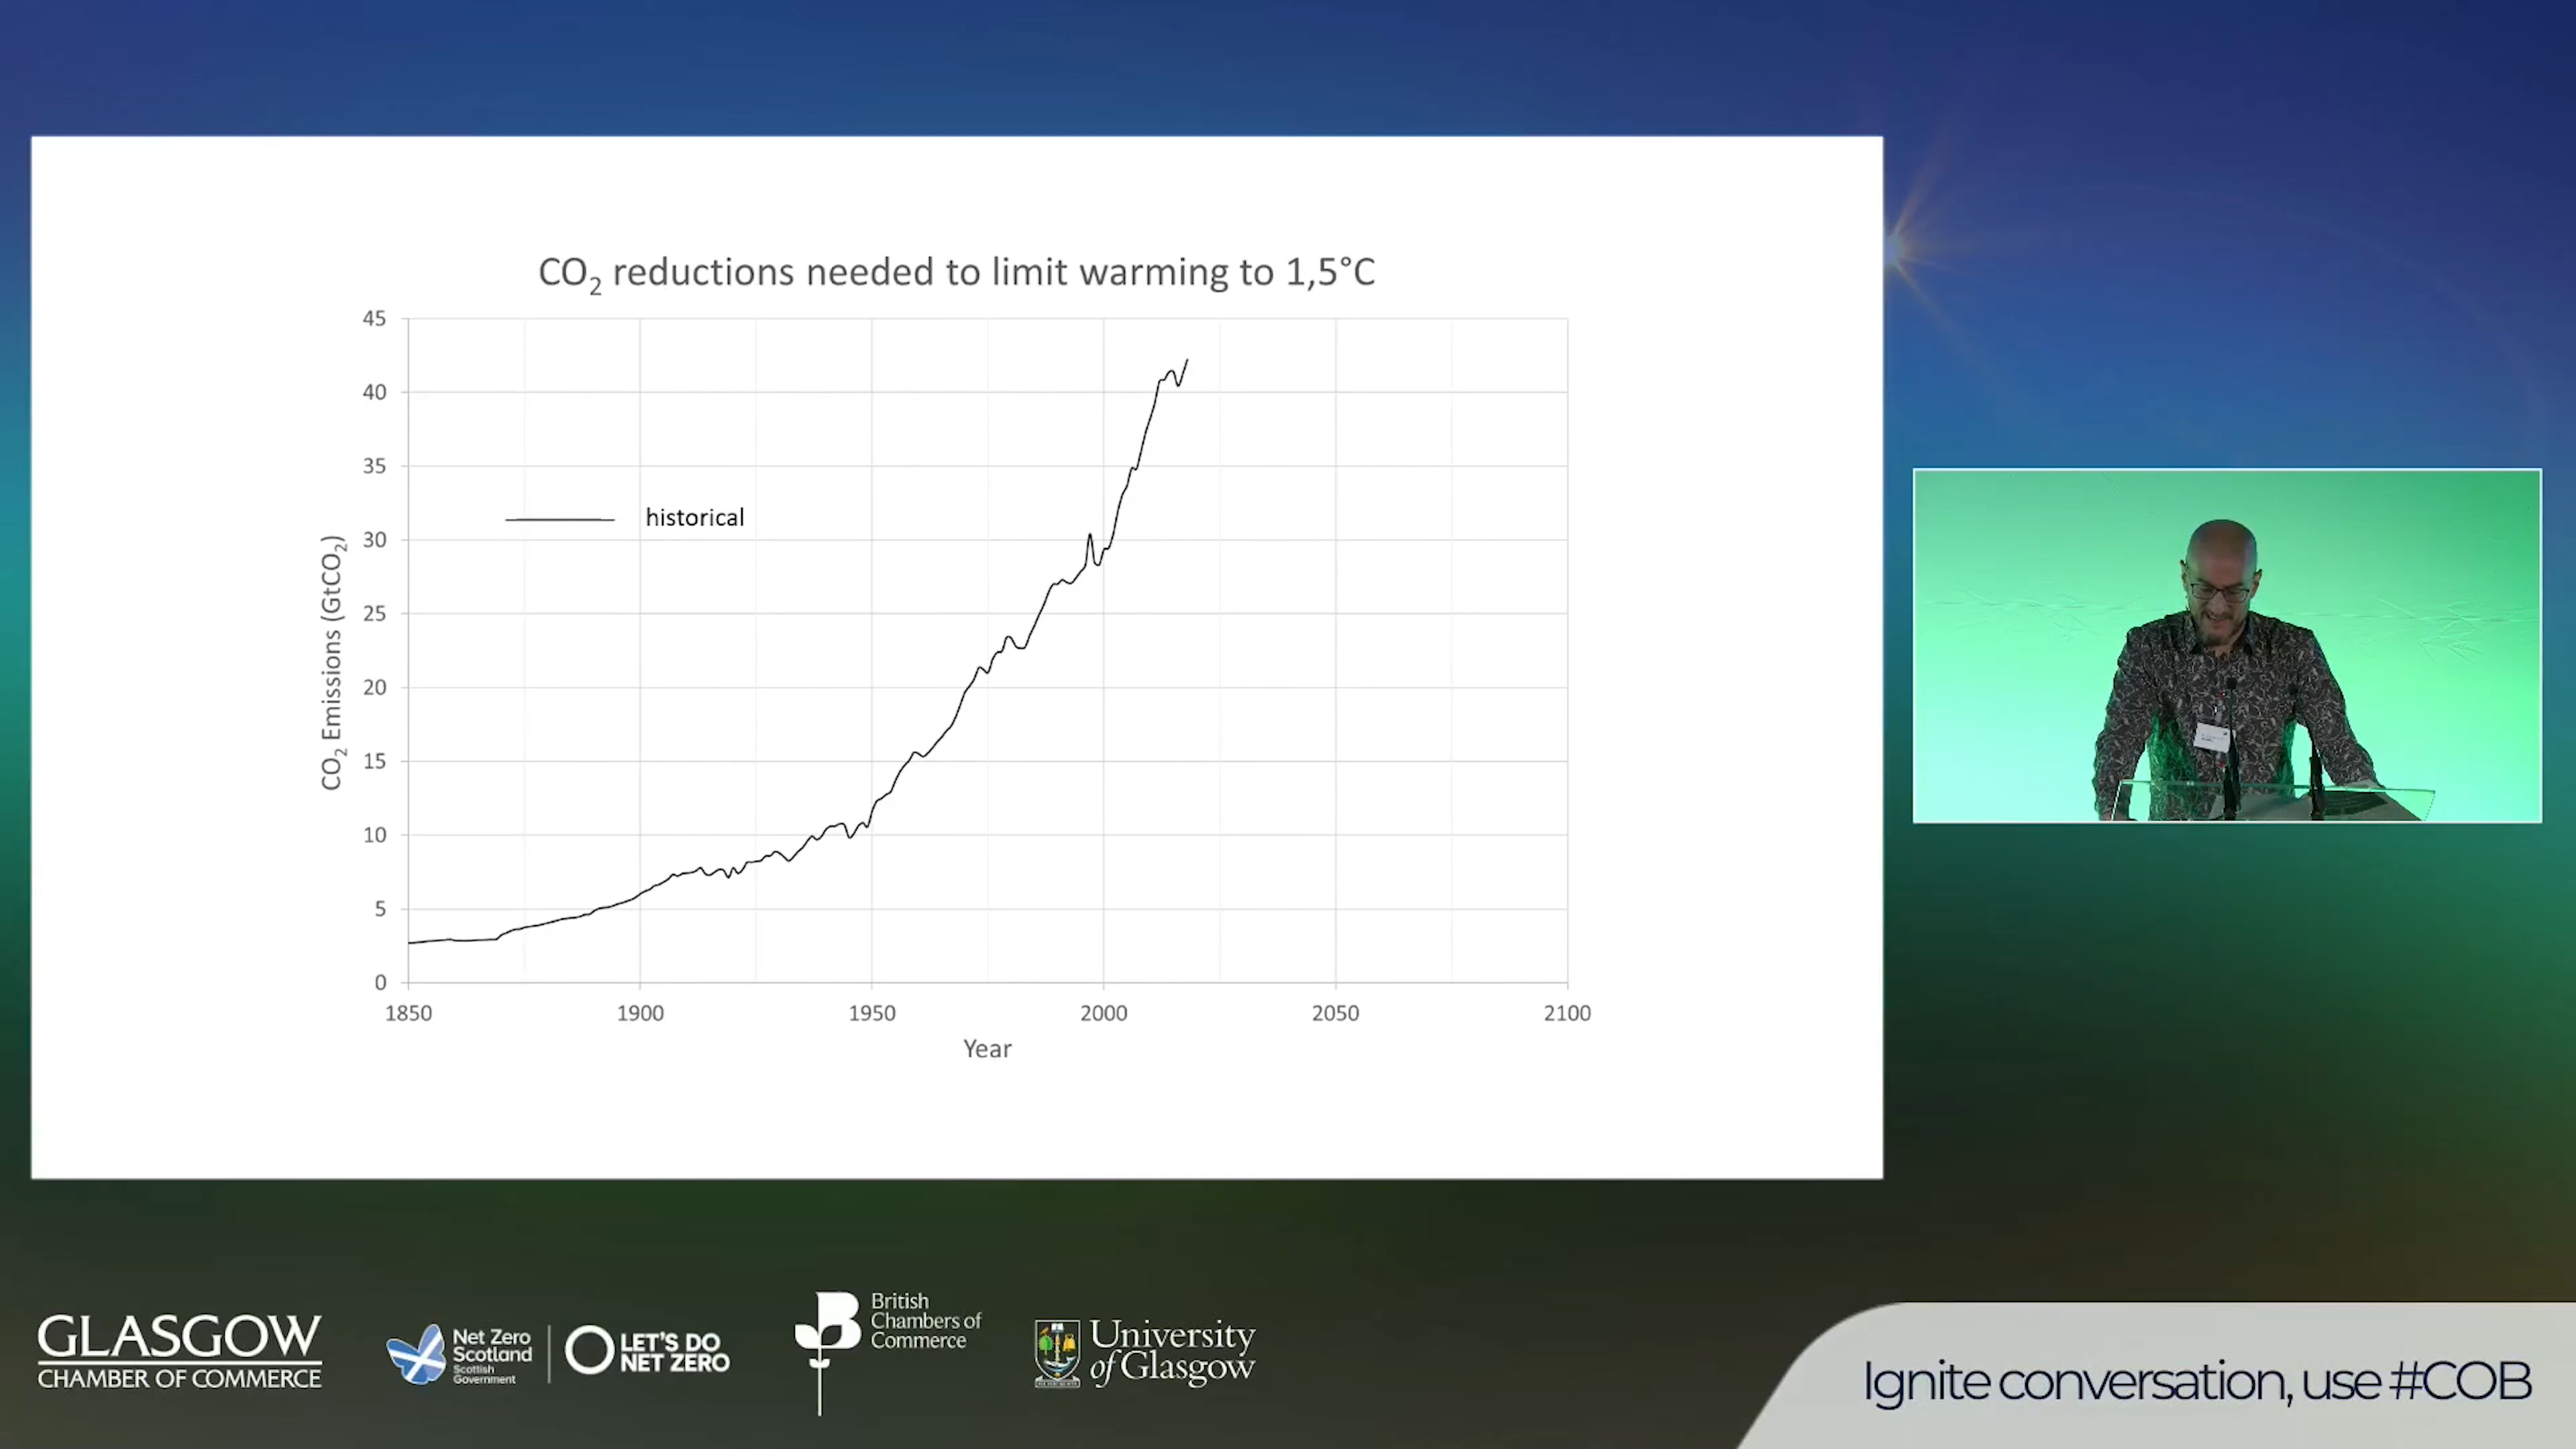 CO₂ reductions needed to limit warming to 1,5°C
45
40
35
30
25
20
15
10
5
0
CO₂ Emissions (GtCO₂)
historical
1850 1900 1950 2000 2050 2100
Year
GLASGOW
CHAMBER OF COMMERCE
Net Zero
Scotland
Scottish
Government
LET'S DO
NET ZERO
British
Chambers of
Commerce
University
of Glasgow
Ignite conversation, use #COB